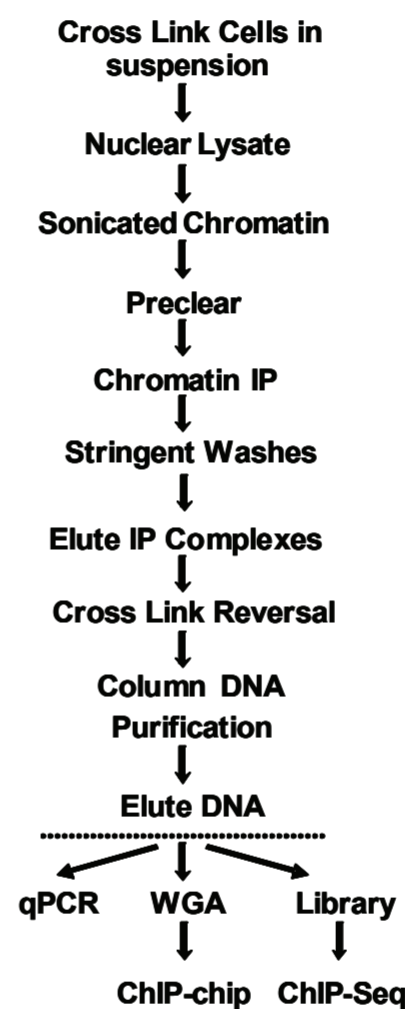 Cross Link Cells in
suspension
Nuclear Lysate
Sonicated Chromatin
Preclear
Chromatin IP
Stringent Washes
Elute IP Complexes
Cross Link Reversal
Column DNA
Purification
Elute DNA
qPCR WGA Library
ChIP-chip ChIP-Seq